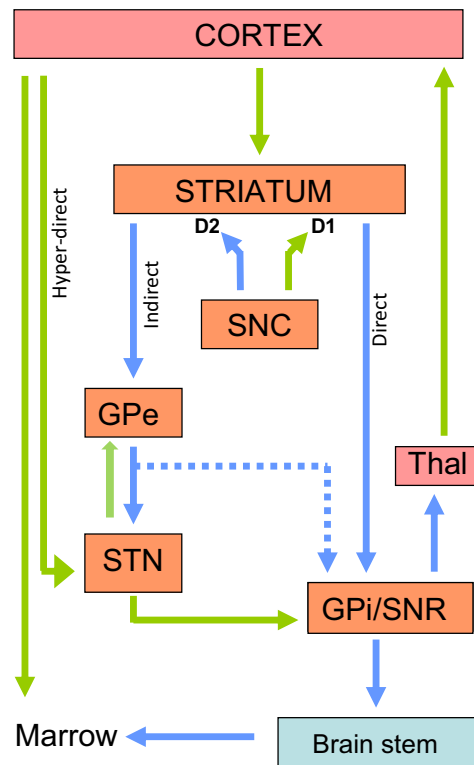 CORTEX
STRIATUM
D2
D1
Hyper-direct
Indirect
SNC
Direct
GPe
Thal
STN
GPi/SNR
Marrow
Brain stem